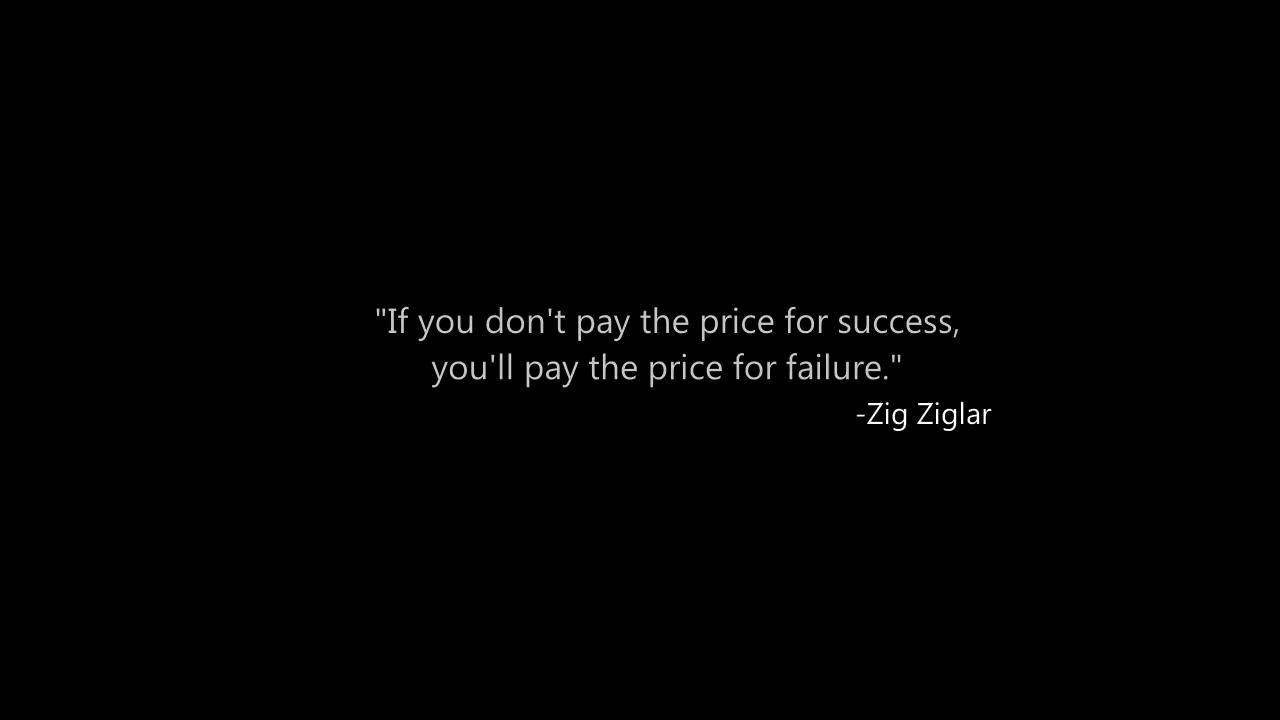 "If you don't pay the price for success,
you'll pay the price for failure."
-Zig Ziglar